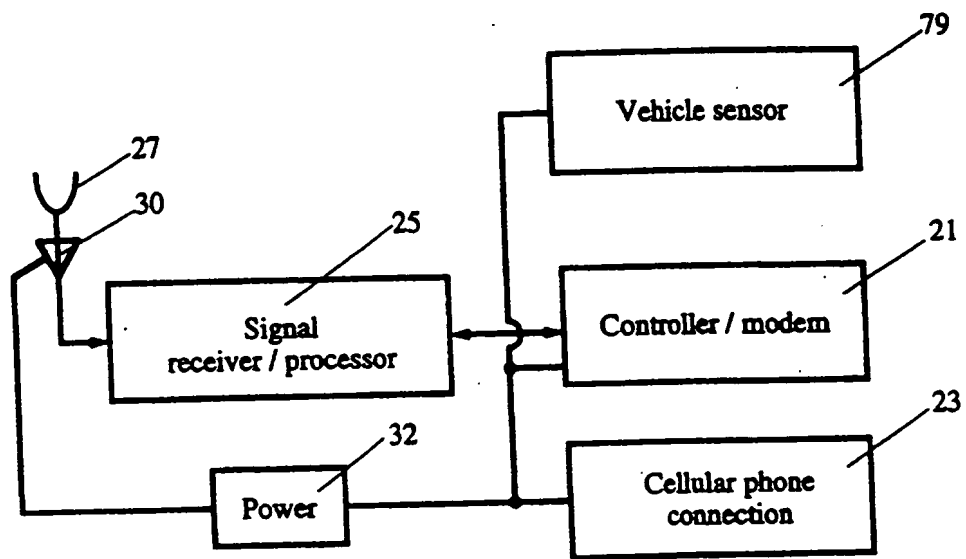 79
Vehicle sensor
27
30
25
21
Signal
receiver / processor
Controller / modem
32
23
Power
Cellular phone
connection